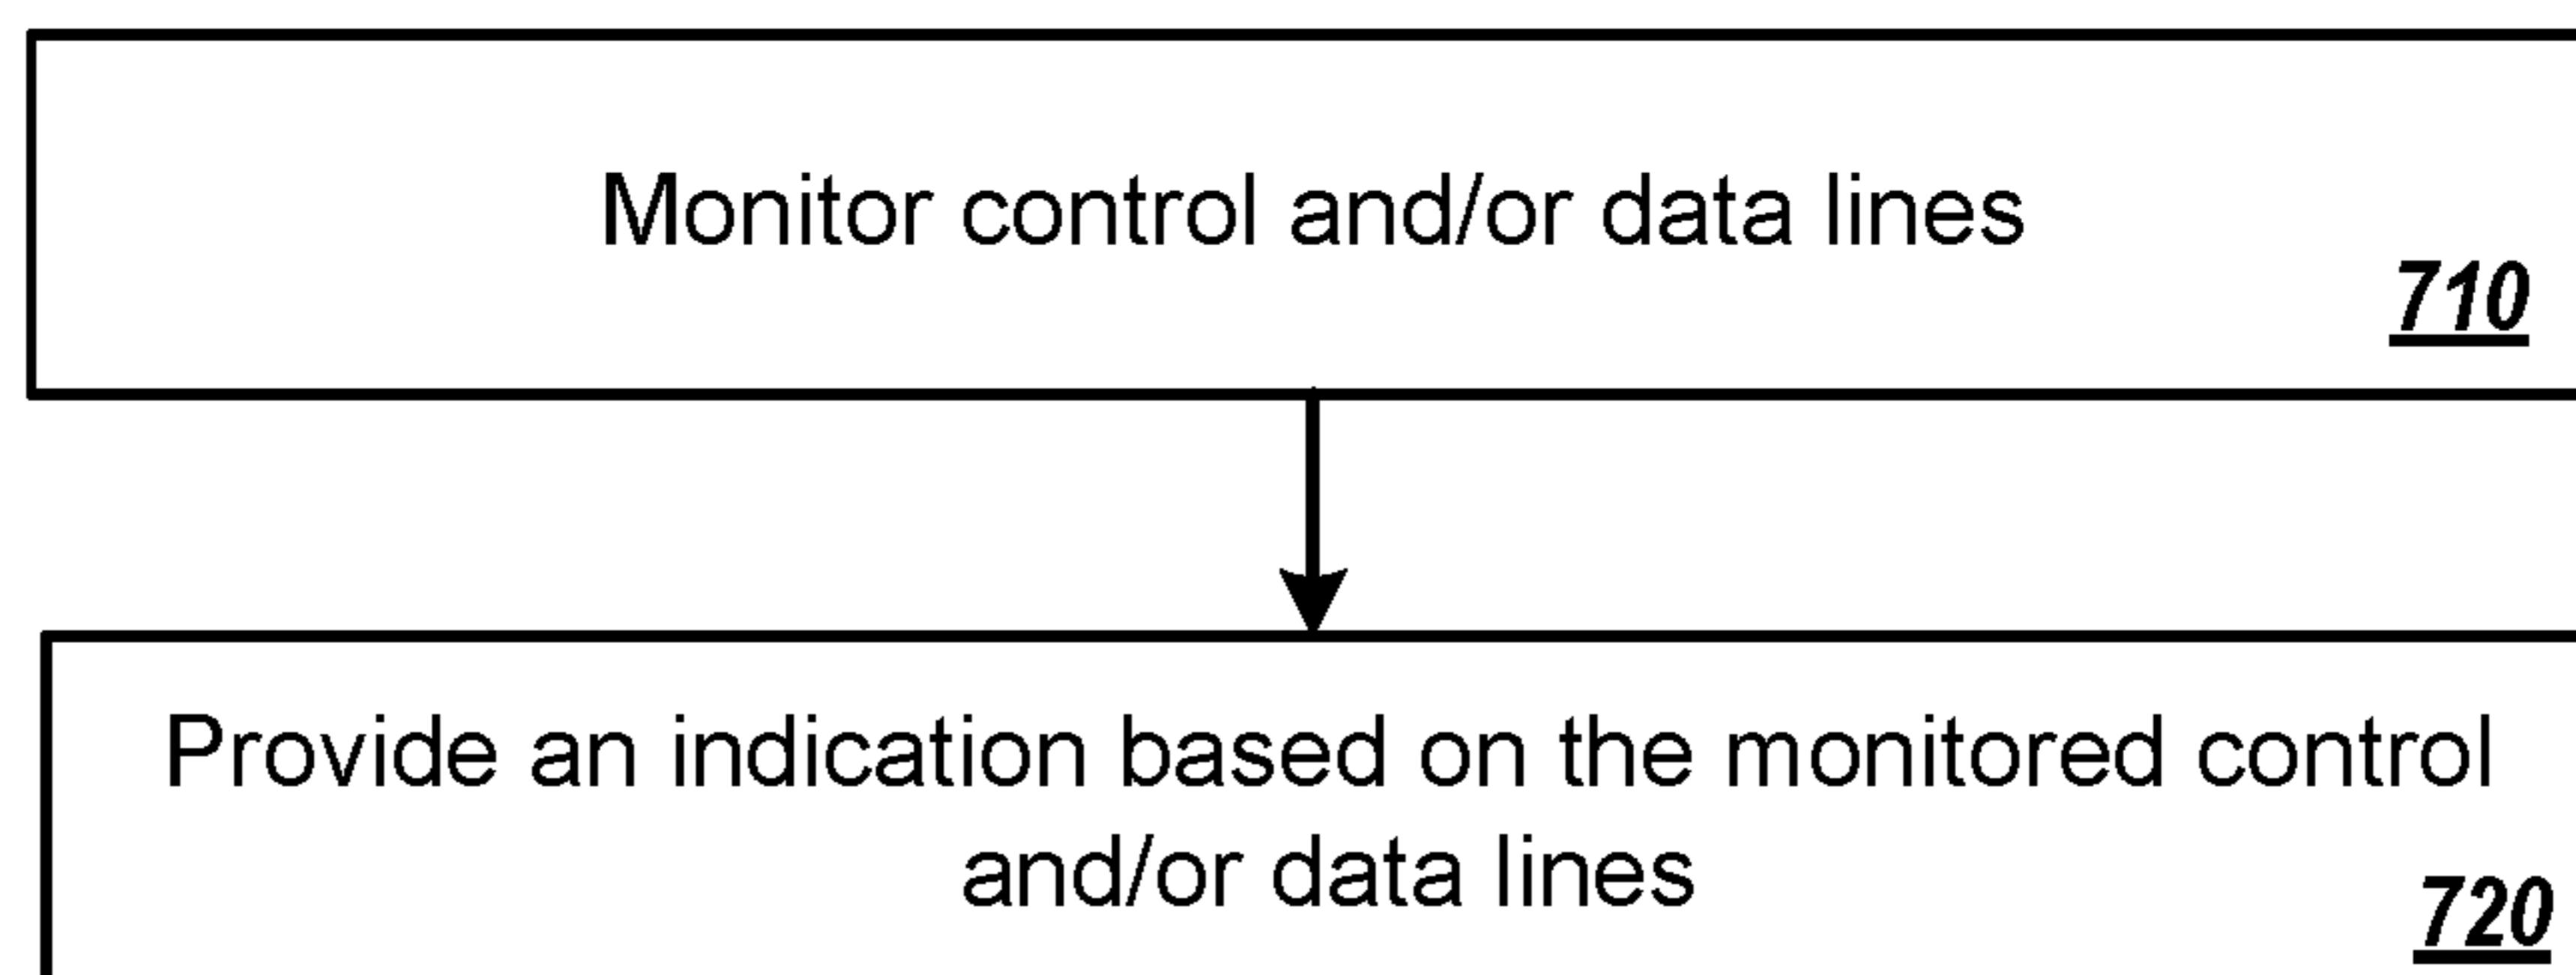 Monitor control and/or data lines
710
Provide an indication based on the monitored control
and/or data lines
720